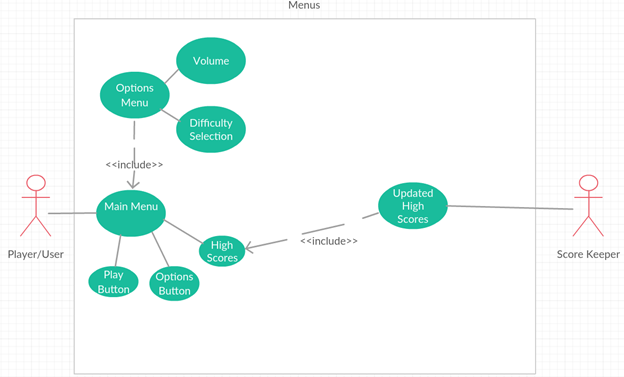 Menus
Volume
Options
Menu
Difficulty
Selection
<<include>>
Main Menu
Updated
High
Scores
High
Scores
<<include>>
Play
Button
Options
Button
Player/User
Score Keeper